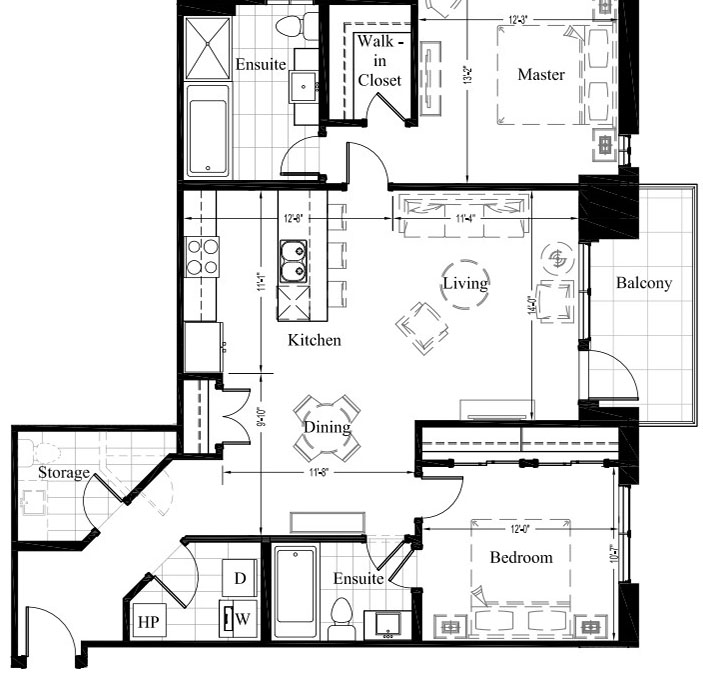 12'-3"
Walk -
in
Closet
Ensuite
13'-2"
Master
12'-8"
11'-4"
11'-1"
Living
14'-0"
Balcony
Kitchen
9'-10"
Dining
Storage
11'-8"
12'-0"
10'-7"
Bedroom
D
Ensuite
HP
W